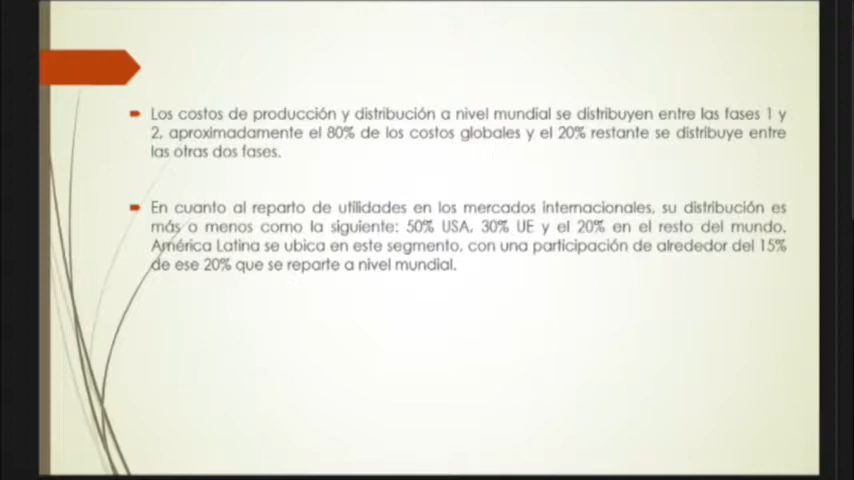 Los costos de producción y distribución a nivel mundial se distribuyen entre las fases 1 y
2, aproximadamente el 80% de los costos globales y el 20% restante se distribuye entre
las otras dos fases.
En cuanto al reparto de utilidades en los mercados internacionales, su distribución es
más o menos como la siguiente: 50% USA, 30% UE y el 20% en el resto del mundo.
América Latina se ubica en este segmento, con una participación de alrededor del 15%
de ese 20% que se reparte a nivel mundial.